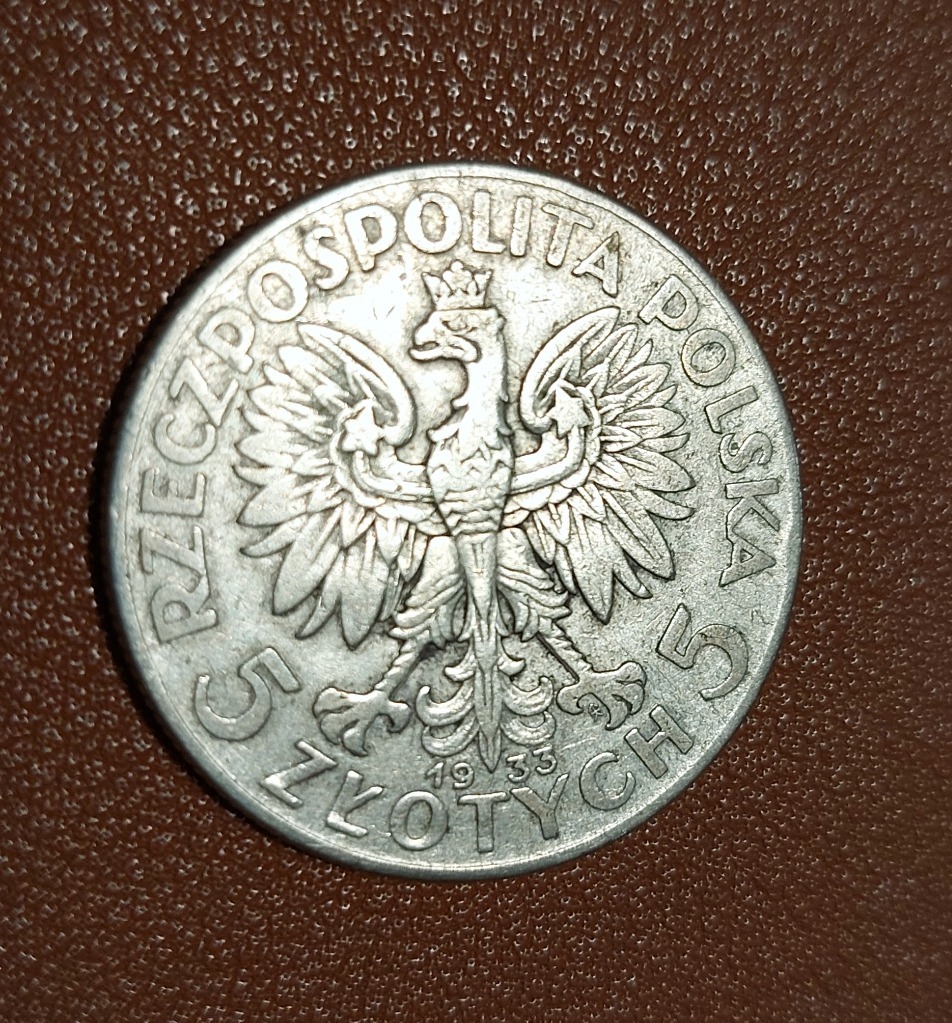 RZECZPOSPOLITA POLSKA
5 ZŁOTYCH 5
1933